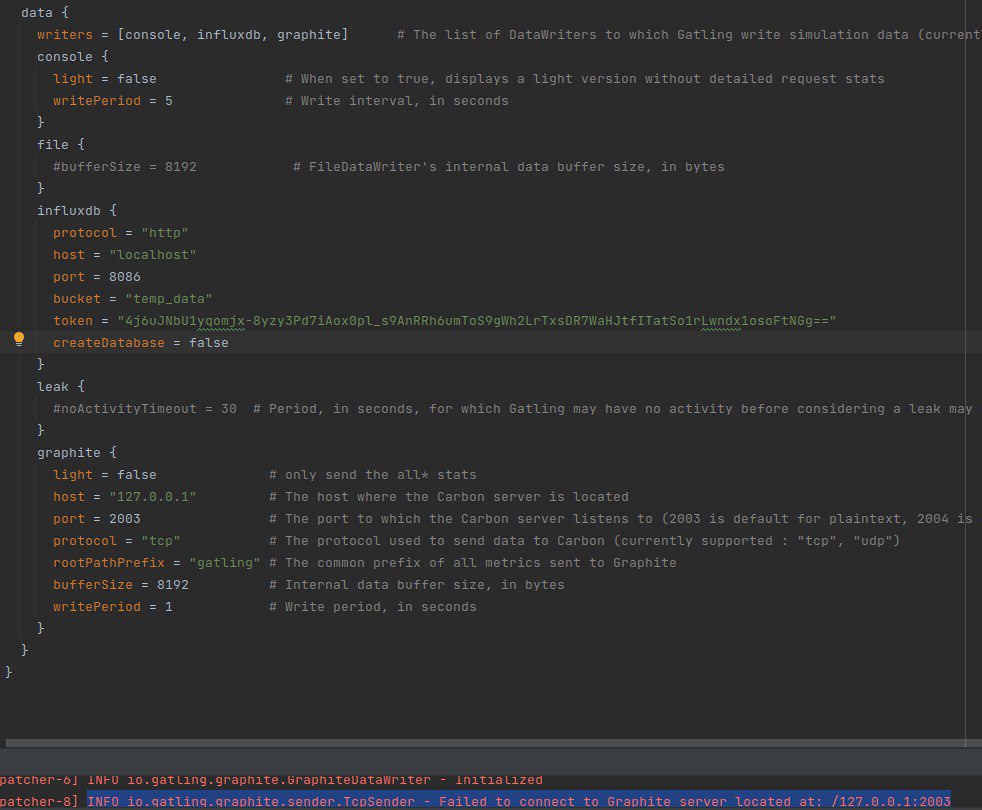 data {
writers = [console, influxdb, graphite]      # The list of DataWriters to which Gatling write simulation data (current
console {
light = false                # When set to true, displays a light version without detailed request stats
writePeriod = 5              # Write interval, in seconds
}
file {
#bufferSize = 8192            # FileDataWriter's internal data buffer size, in bytes
}
influxdb {
protocol = "http"
host = "localhost"
port = 8086
bucket = "temp_data"
token = "4j6uJNbU1yqomjx-8yzy3Pd7iAox0pl_s9AnRRh6umToS9gWh2LrTxsDR7WaHJtfITatSo1rLwndx1osoFtNGg=="
createDatabase = false
}
leak {
#noActivityTimeout = 30  # Period, in seconds, for which Gatling may have no activity before considering a leak may
}
graphite {
light = false              # only send the all* stats
host = "127.0.0.1"         # The host where the Carbon server is located
port = 2003                # The port to which the Carbon server listens to (2003 is default for plaintext, 2004 is
protocol = "tcp"           # The protocol used to send data to Carbon (currently supported : "tcp", "udp")
rootPathPrefix = "gatling" # The common prefix of all metrics sent to Graphite
bufferSize = 8192          # Internal data buffer size, in bytes
writePeriod = 1            # Write period, in seconds
}
}
}
patcher-6] INFO io.gatling.graphite.GraphiteDataWriter - Initialized
patcher-8] INFO io.gatling.graphite.sender.TcpSender - Failed to connect to Graphite server located at: /127.0.0.1:2003